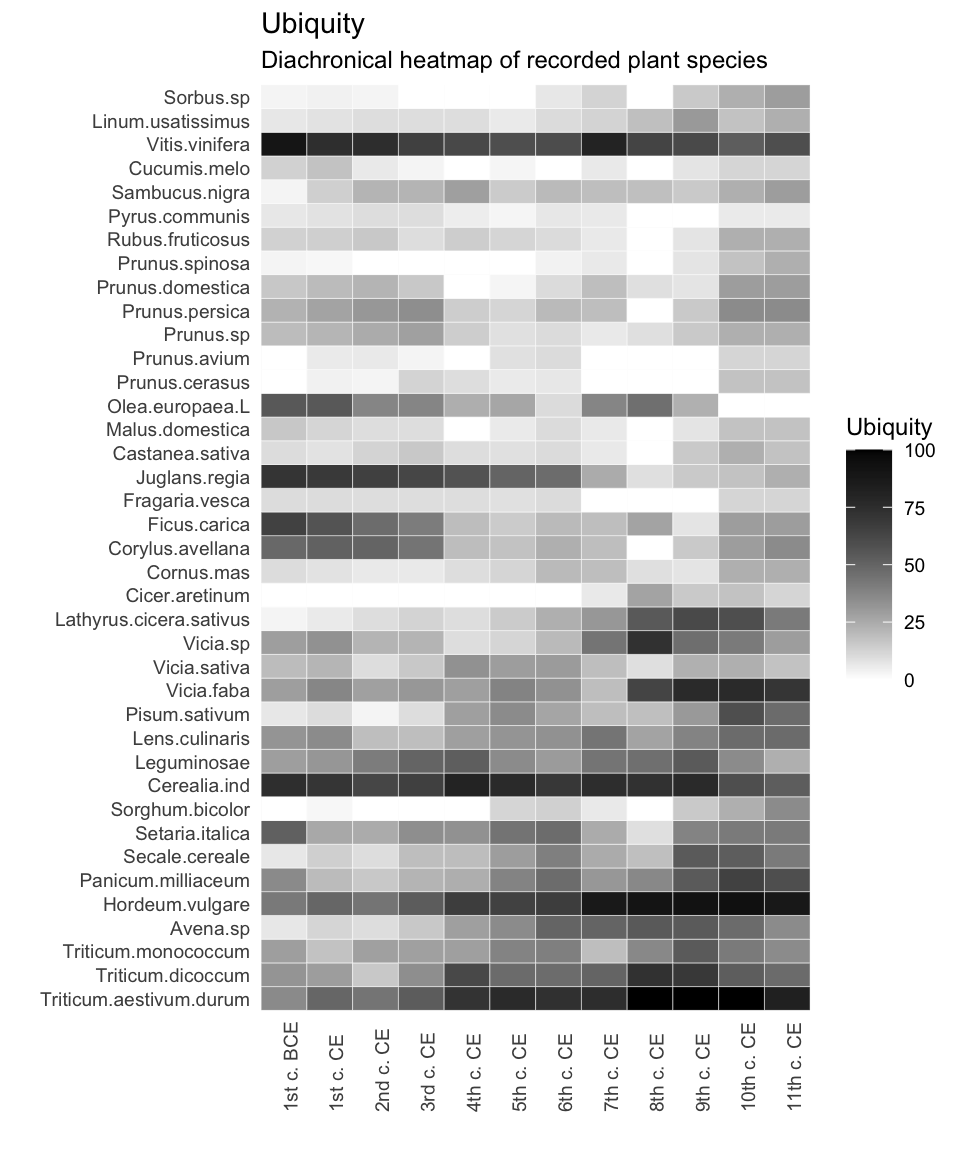 Ubiquity
Diachronical heatmap of recorded plant species
Sorbus.sp
Linum.usatissimus
Vitis.vinifera
Cucumis.melo
Sambucus.nigra
Pyrus.communis
Rubus.fruticosus
Prunus.spinosa
Prunus.domestica
Prunus.persica
Prunus.sp
Prunus.avium
Prunus.cerasus
Olea.europaea.L
Malus.domestica
Castanea.sativa
Juglans.regia
Fragaria.vesca
Ficus.carica
Corylus.avellana
Cornus.mas
Cicer.aretinum
Lathyrus.cicera.sativus
Vicia.sp
Vicia.sativa
Vicia.faba
Pisum.sativum
Lens.culinaris
Leguminosae
Cerealia.ind
Sorghum.bicolor
Setaria.italica
Secale.cereale
Panicum.miliaceum
Hordeum.vulgare
Avena.sp
Triticum.monococcum
Triticum.dicoccum
Triticum.aestivum.durum
1st c. BCE
1st c. CE
2nd c. CE
3rd c. CE
4th c. CE
5th c. CE
6th c. CE
7th c. CE
8th c. CE
9th c. CE
10th c. CE
11th c. CE
Ubiquity
100
75
50
25
0